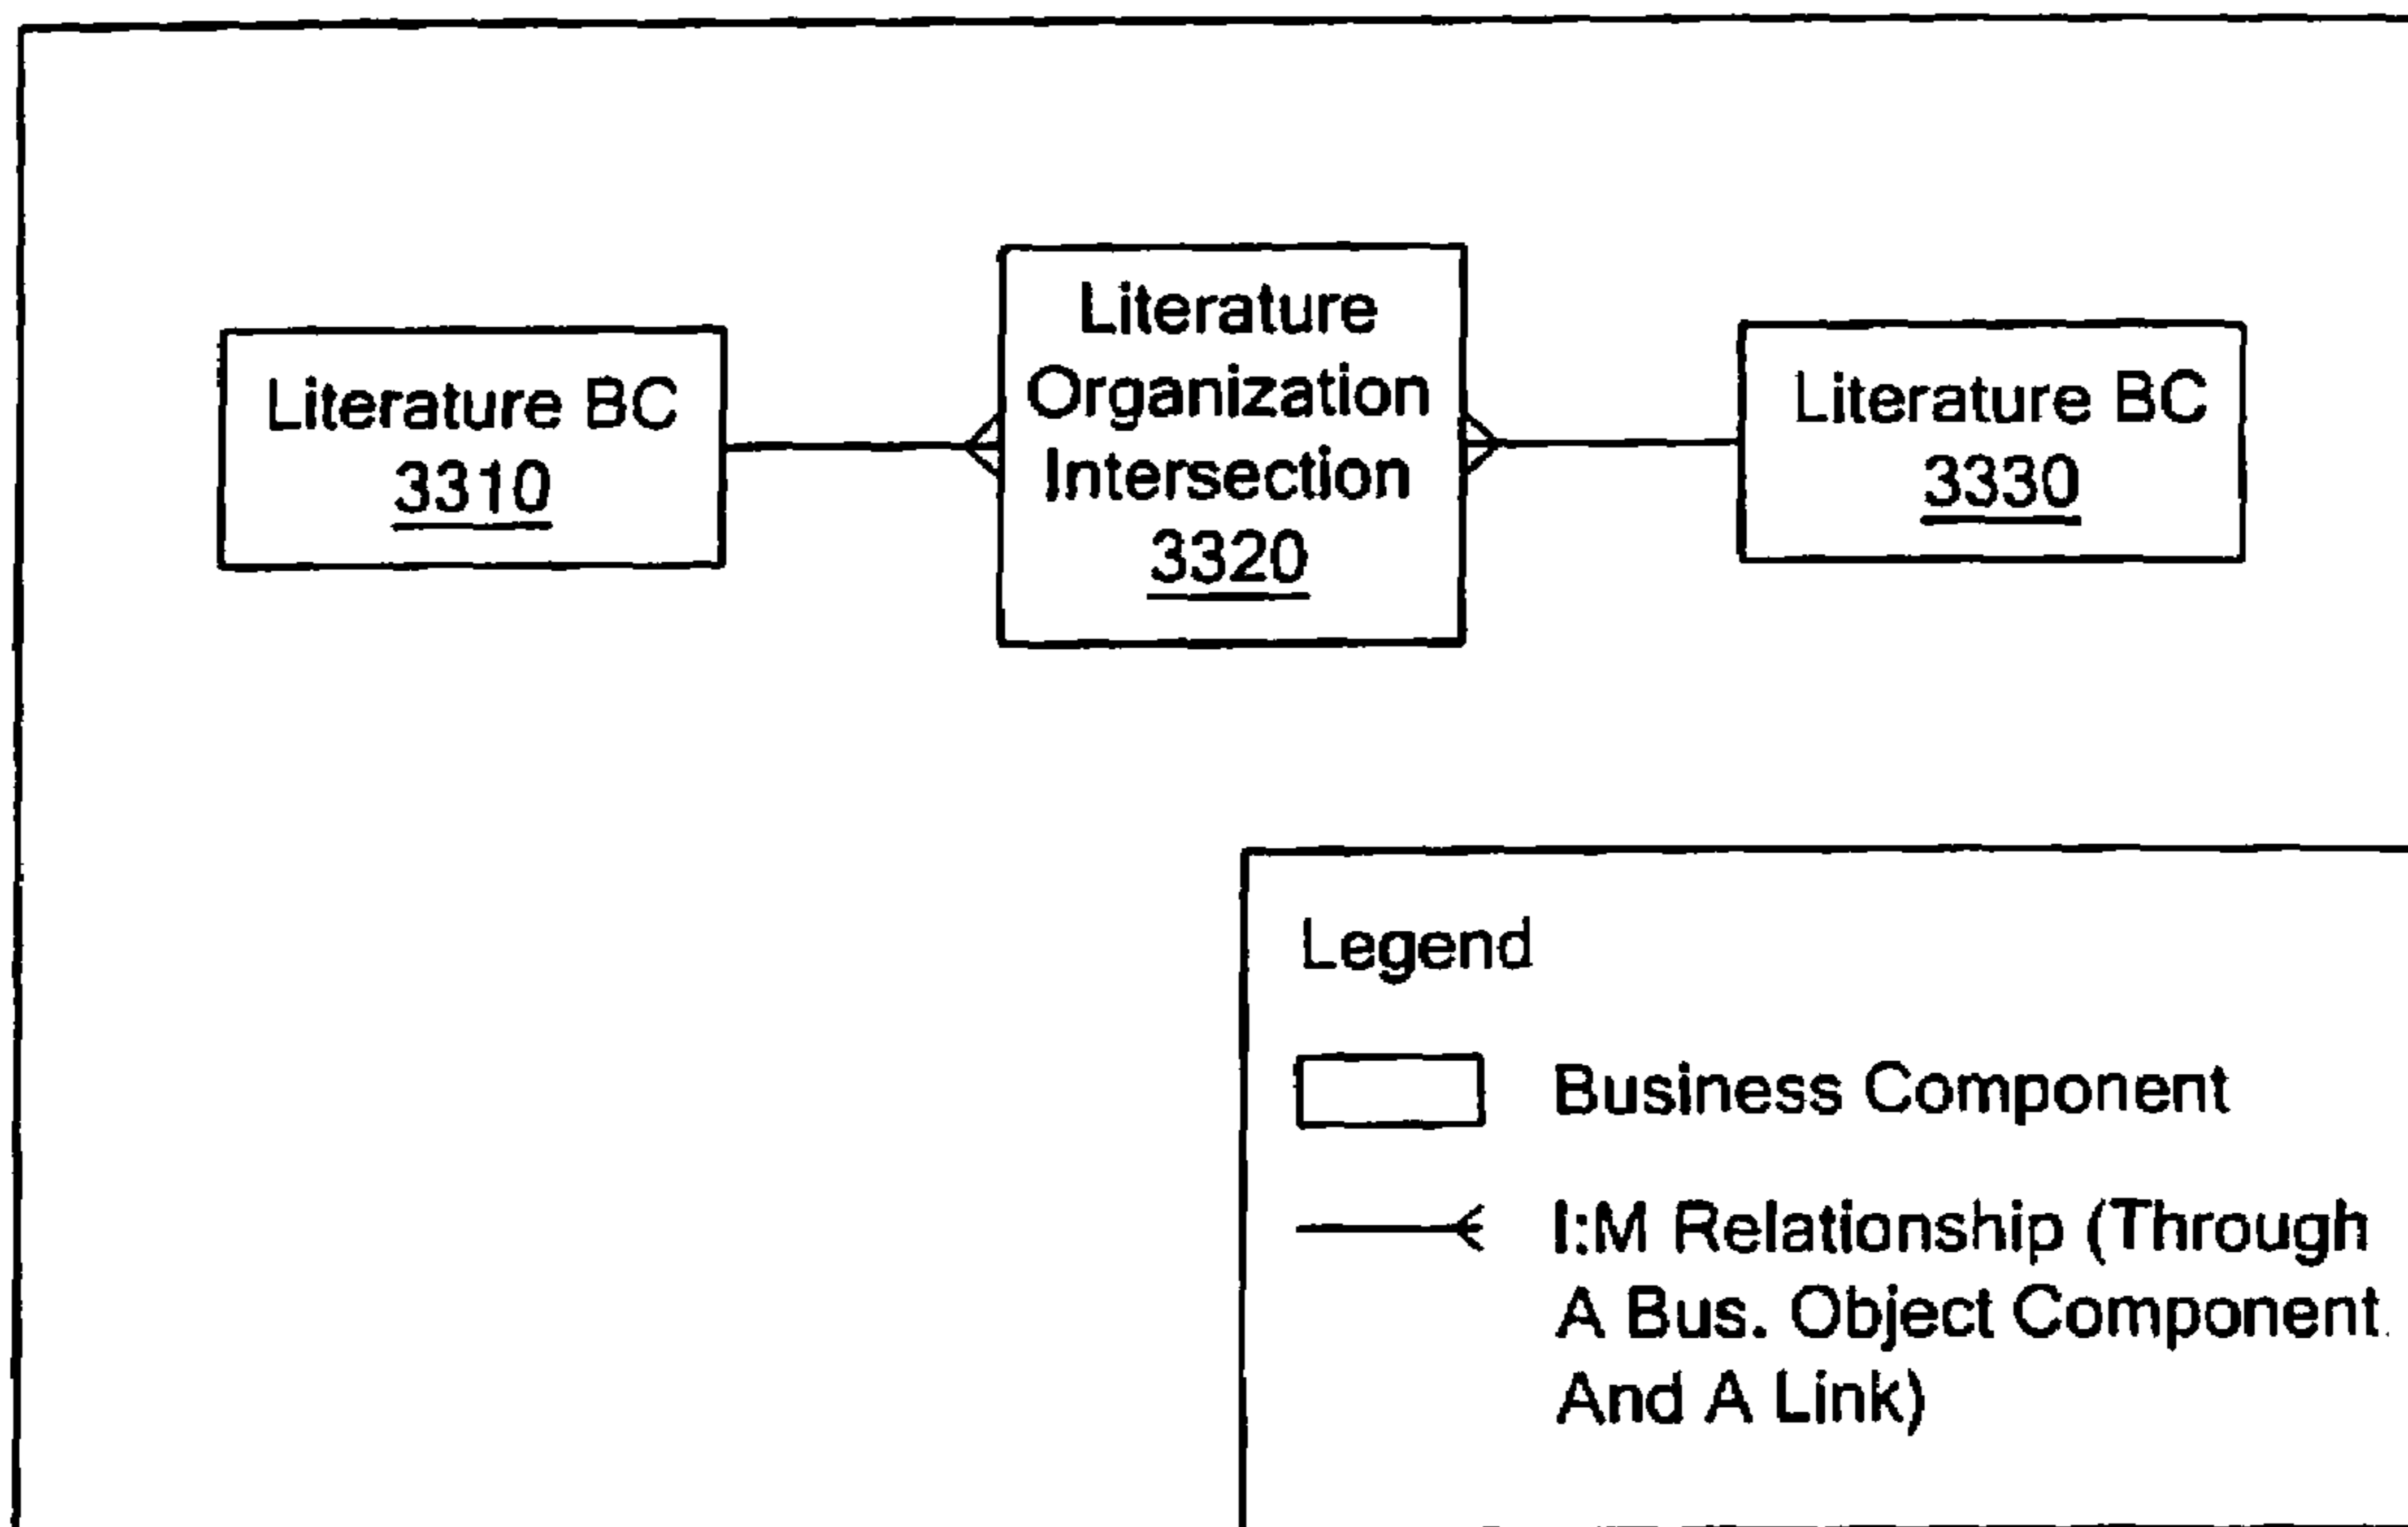 Literature BC
3310
Literature
Organization
Intersection
3320
Literature BC
3330
Legend
Business Component
I:M Relationship (Through
A Bus. Object Component
And A Link)